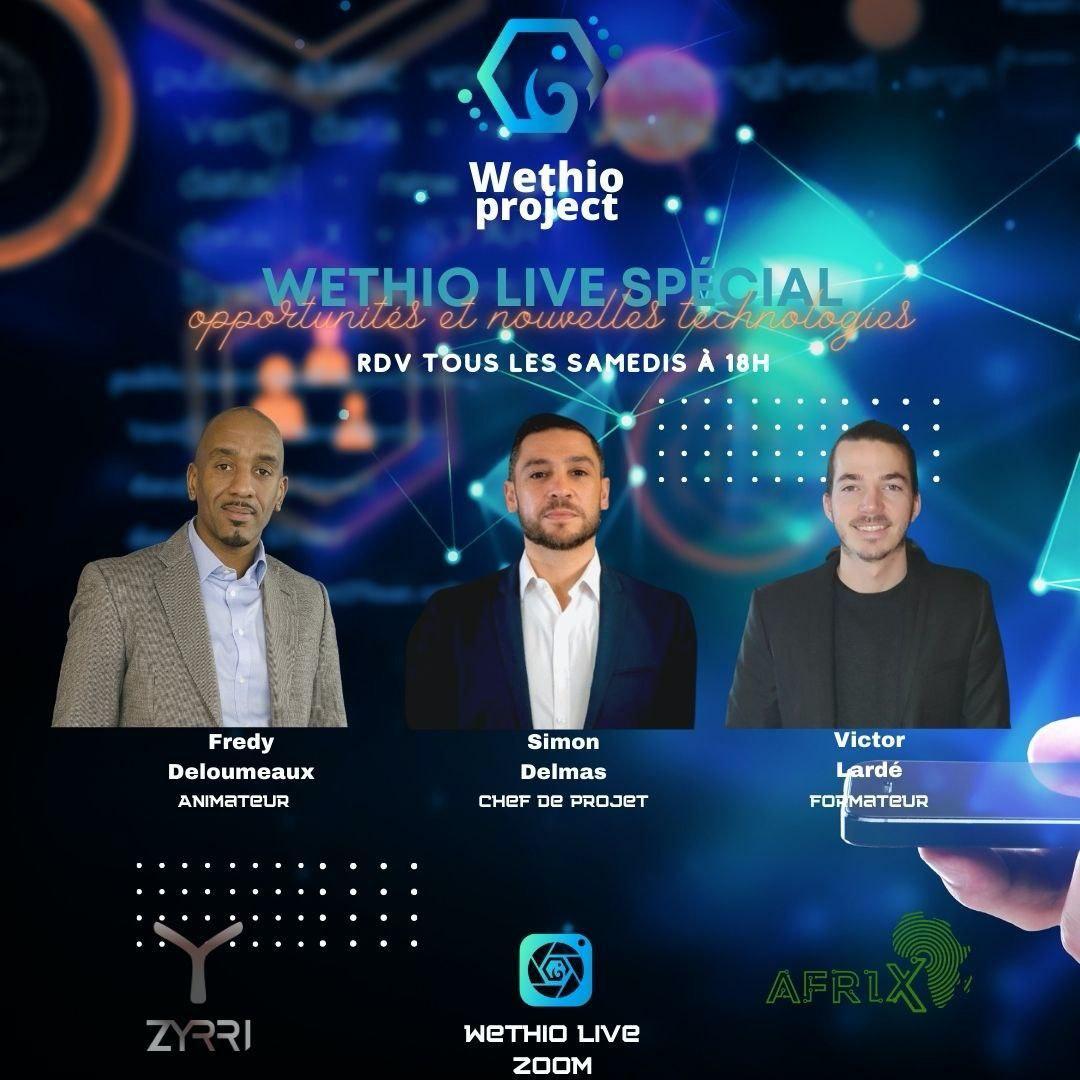 Wethio
project
WETHIO LIVE SPÉCIAL
opportunités et nouvelles technologies
RDV TOUS LES SAMEDIS À 18H
Fredy
Deloumeaux
ANIMATEUR
Simon
Delmas
CHEF DE PROJET
Victor
Lardé
FORMATEUR
ZYRRI
WETHIO LIVE
ZOOM
AFR1X